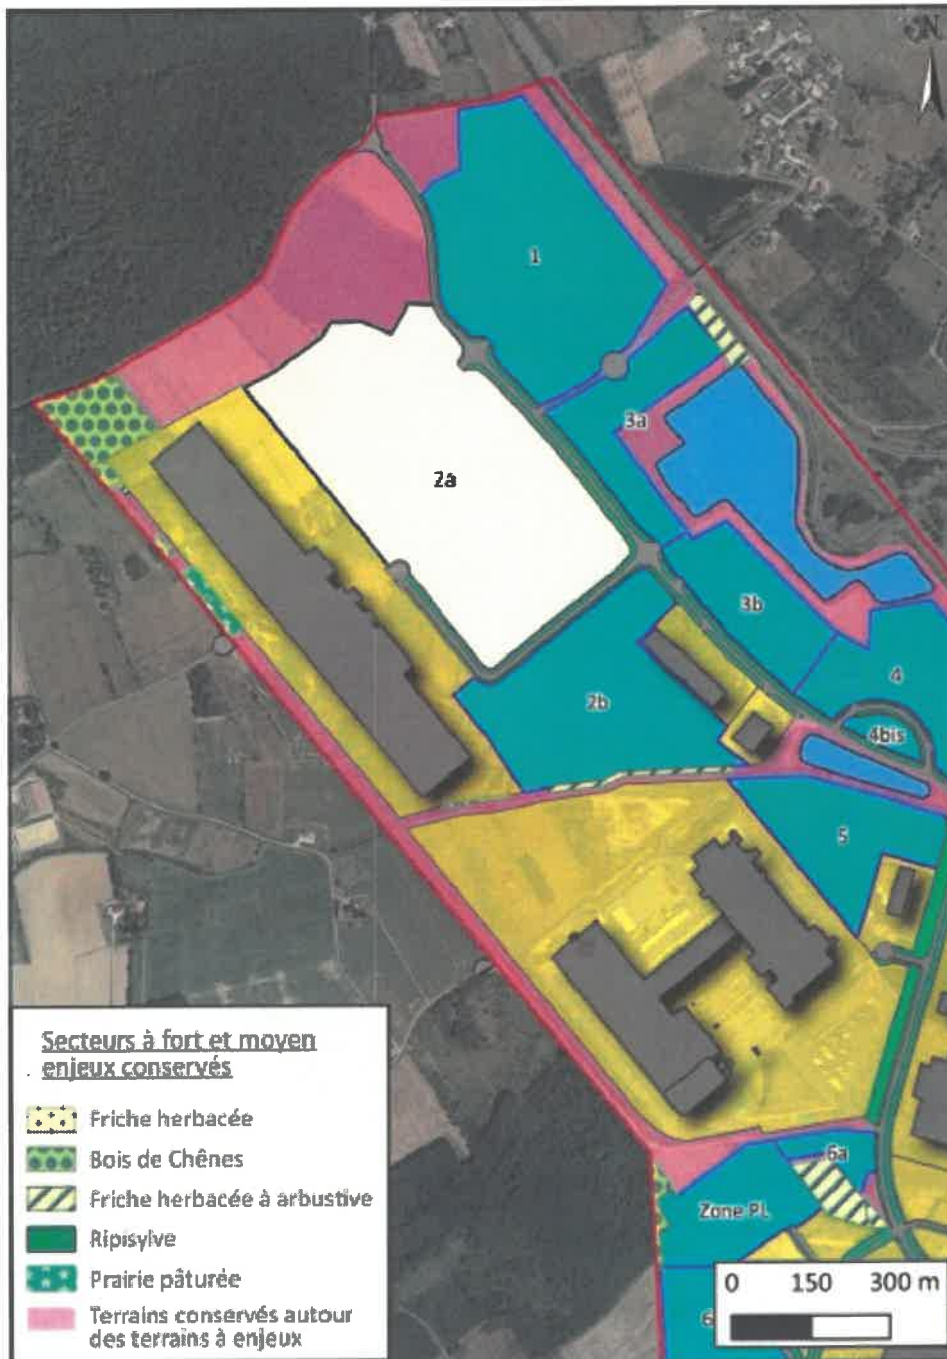 N
1
3a
2a
3b
2b
4
4bis
5
6a
Zone PL
6
Secteurs à fort et moyen
enjeux conservés
Friche herbacée
Bois de Chênes
Friche herbacée à arbustive
Ripisylve
Prairie pâturée
Terrains conservés autour
des terrains à enjeux
0 150 300 m